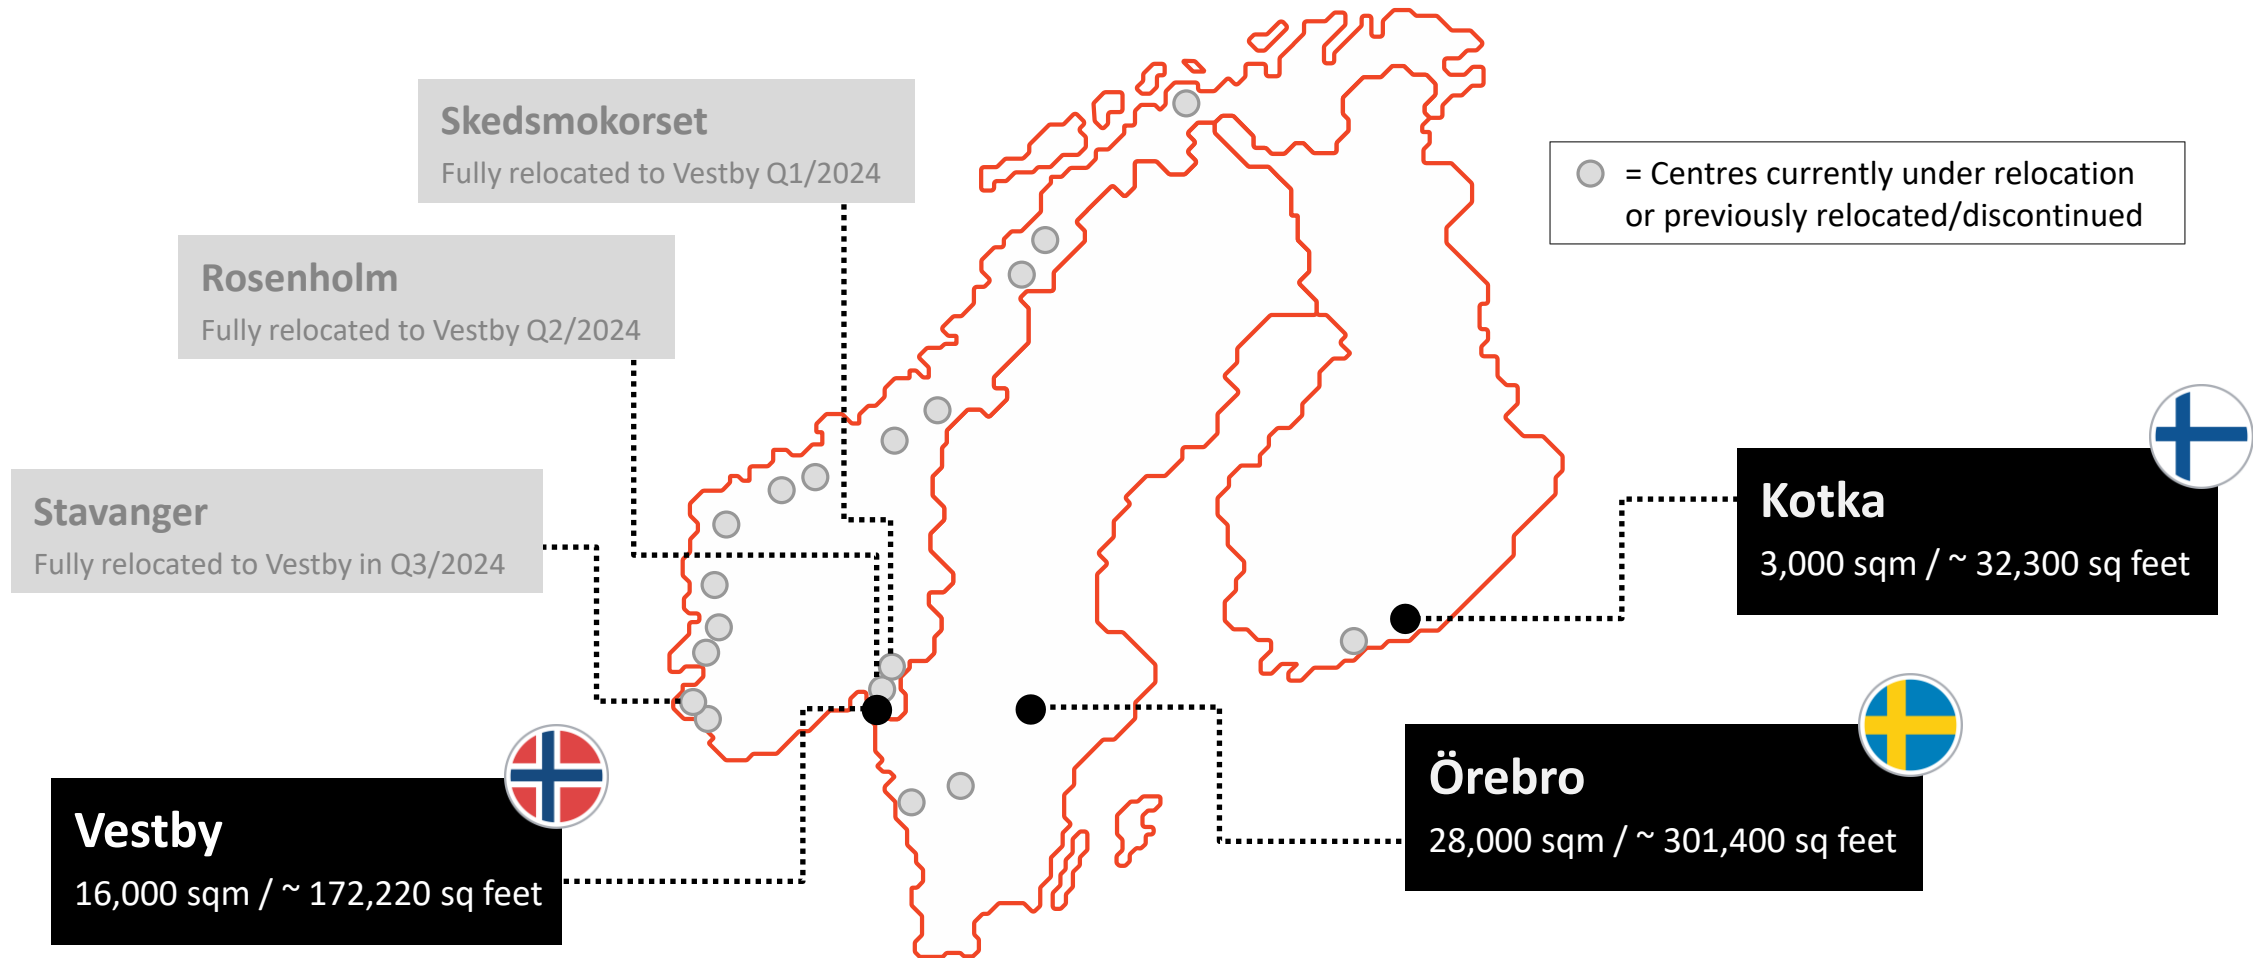 Skedsmokorset
Fully relocated to Vestby Q1/2024
= Centres currently under relocation
or previously relocated/discontinued
Rosenholm
Fully relocated to Vestby Q2/2024
Stavanger
Fully relocated to Vestby in Q3/2024
Kotka
3,000 sqm / ~ 32,300 sq feet
Örebro
28,000 sqm / ~ 301,400 sq feet
Vestby
16,000 sqm / ~ 172,220 sq feet